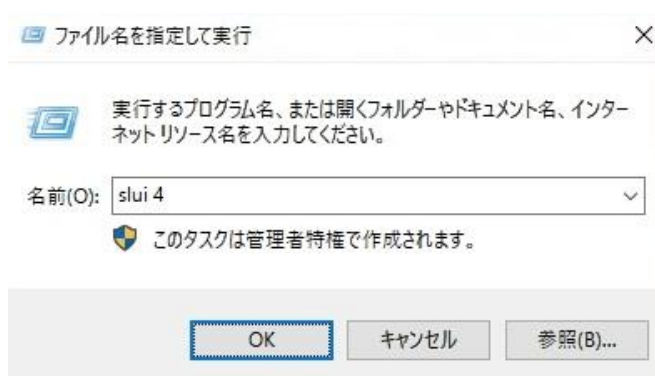 ファイル名を指定して実行
実行するプログラム名、または開くフォルダーやドキュメント名、インター
ネット リソース名を入力してください。
名前(O): slui 4
このタスクは管理者特権で作成されます。
OK キャンセル 参照(B)...